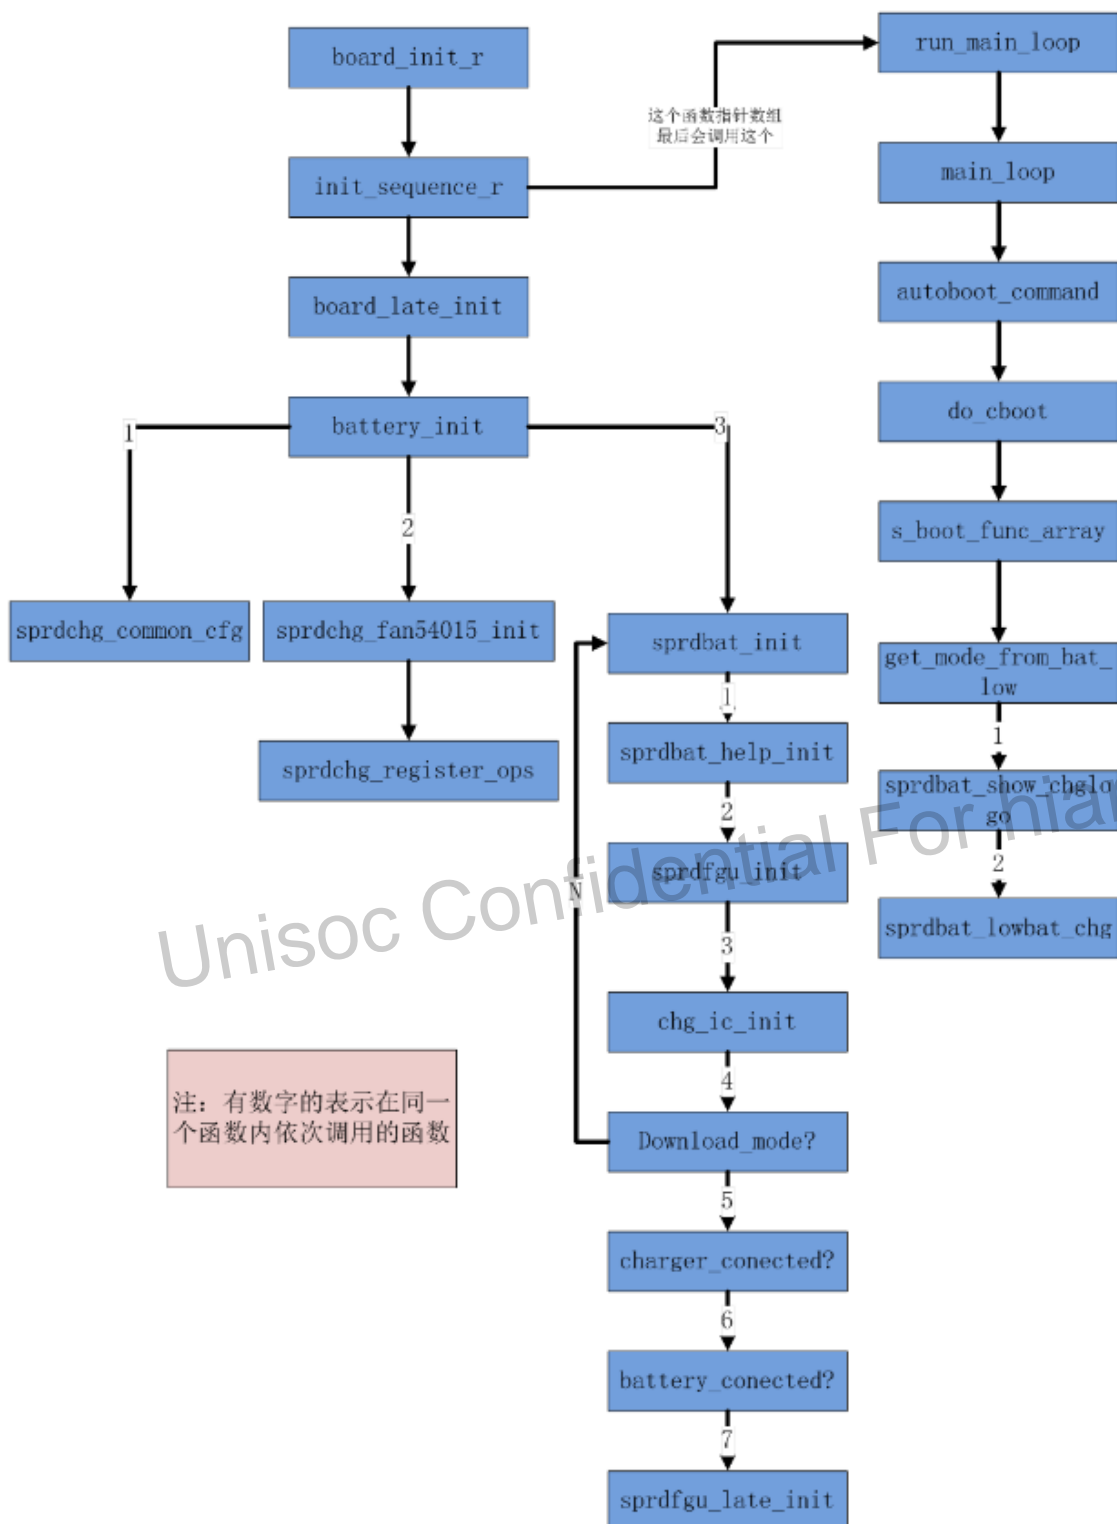 board_init_r
init_sequence_r
board_late_init
battery_init
1
2
3
sprdchg_common_cfg
sprdchg_fan54015_init
sprdchg_register_ops
sprdbat_init
1
sprdbat_help_init
2
sprdfgu_init
3
chg_ic_init
4
Download_mode?
N
5
charger_conected?
6
battery_conected?
7
sprdfgu_late_init
这个函数指针数组
最后会调用这个
run_main_loop
main_loop
autoboot_command
do_cboot
s_boot_func_array
get_mode_from_bat_
low
1
sprdbat_show_chglo
go
2
sprdbat_lowbat_chg
注：有数字的表示在同一
个函数内依次调用的函数
Unisoc Confidential For hiar